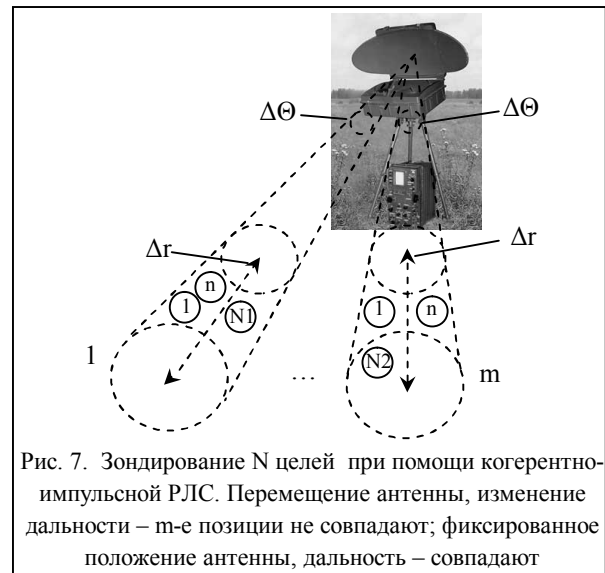 ΔΘ ΔΘ
Δr Δr
1 n N1 1 n
1 ... N2 m
Рис. 7. Зондирование N целей при помощи когерентно-
импульсной РЛС. Перемещение антенны, изменение
дальности – m-е позиции не совпадают; фиксированное
положение антенны, дальность – совпадают